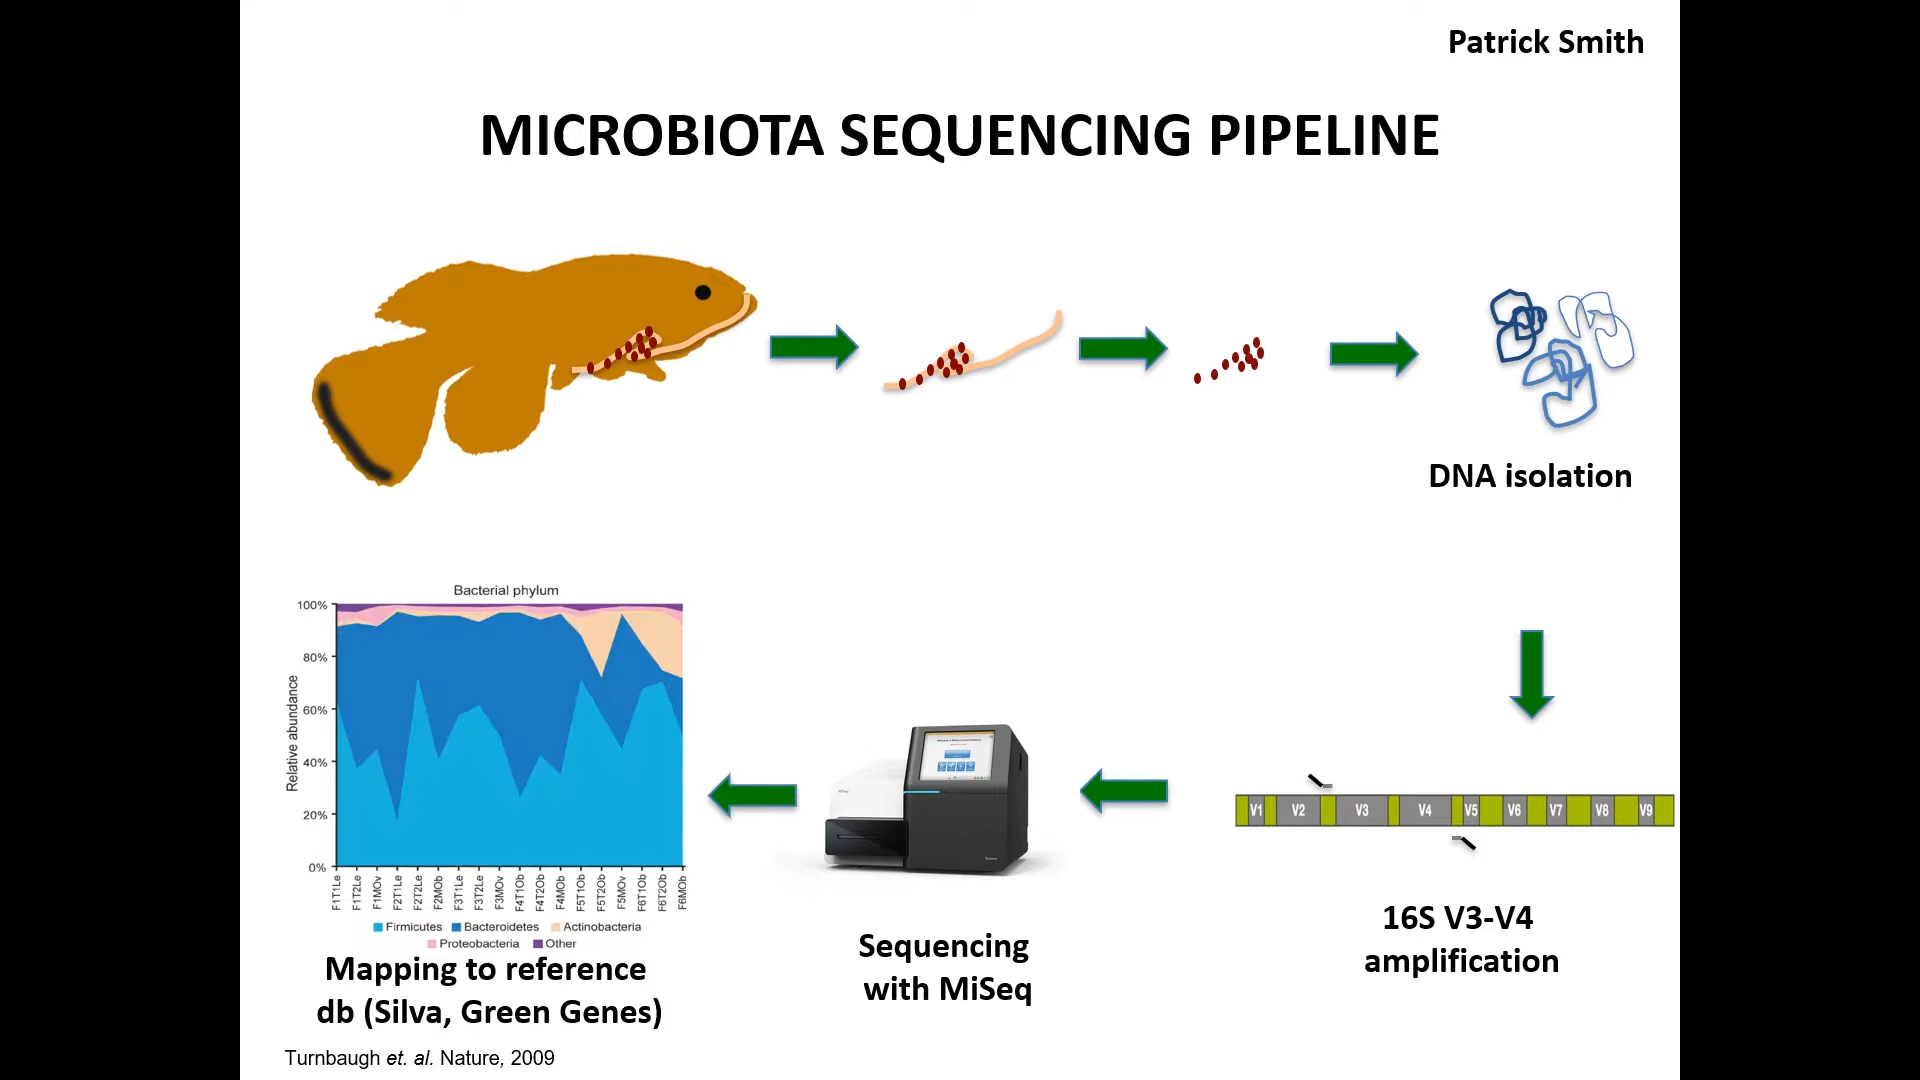 Patrick Smith
MICROBIOTA SEQUENCING PIPELINE
DNA isolation
Bacterial phylum
Relative abundance
100%
80%
60%
40%
20%
0%
F1T1Le
F1T2Le
F1MOv
F2T1Le
F2T2Le
F2MOb
F3T1Le
F3T2Le
F3MOv
F4T1Ob
F4T2Ob
F4MOb
F5T1Ob
F5T2Ob
F5MOv
F6T1Ob
F6T2Ob
F6MOb
Firmicutes Bacteroidetes Actinobacteria
Proteobacteria Other
Mapping to reference
db (Silva, Green Genes)
Sequencing
with MiSeq
V1 V2 V3 V4 V5 V6 V7 V8 V9
16S V3-V4
amplification
Turnbaugh et. al. Nature, 2009